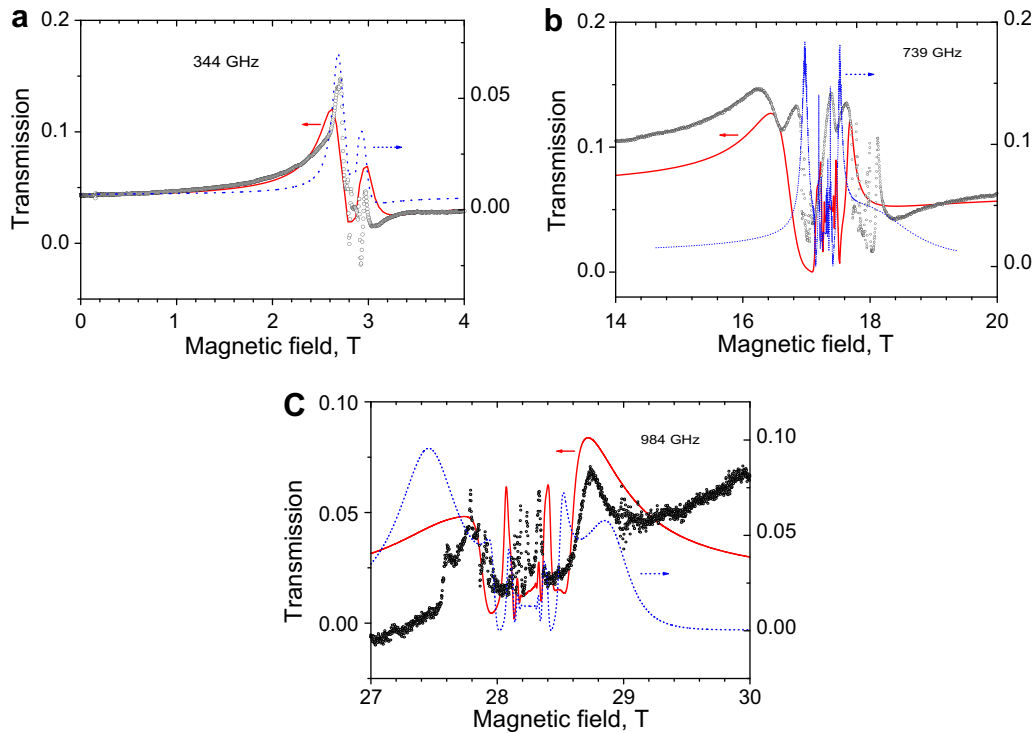 a
344 GHz
Transmission
0.2
0.1
0.0
0.05
0.00
0 1 2 3 4
Magnetic field, T
b
739 GHz
Transmission
0.2
0.1
0.0
0.2
0.1
0.0
14 16 18 20
Magnetic field, T
C
984 GHz
Transmission
0.10
0.05
0.00
0.10
0.05
0.00
27 28 29 30
Magnetic field, T